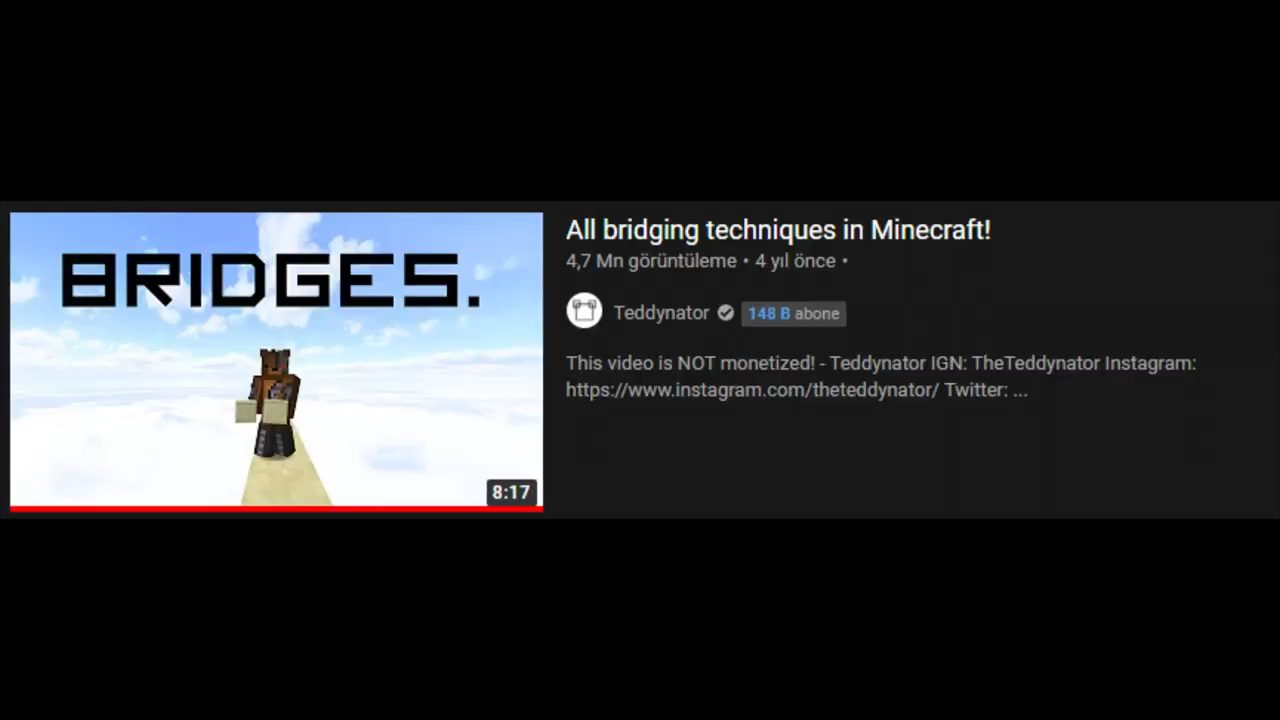 BRIDGES.
8:17
All bridging techniques in Minecraft!
4,7 Mn görüntüleme • 4 yıl önce •
Teddynator 148 B abone
This video is NOT monetized! - Teddynator IGN: TheTeddynator Instagram:
https://www.instagram.com/theteddynator/ Twitter: ...